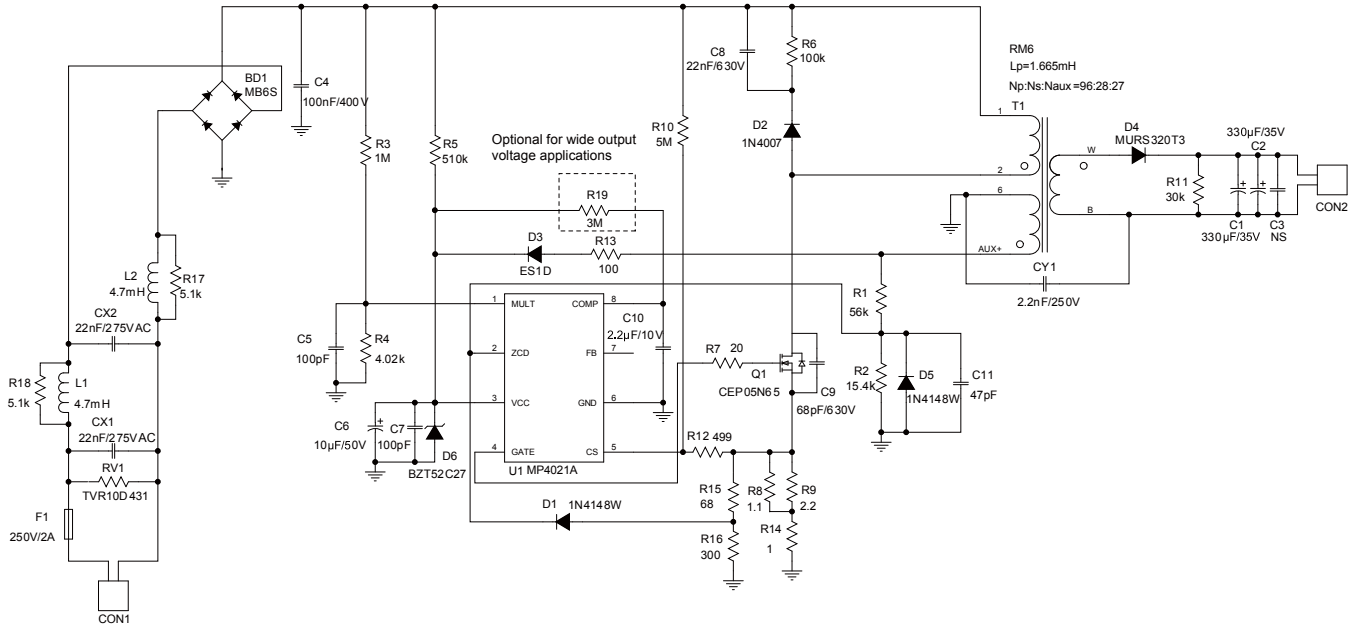 BD1
MB6S
C4
100nF/400V
R3
1M
R5
510k
Optional for wide output
voltage applications
R19
3M
R10
5M
C8
22nF/630V
R6
100k
D2
1N4007
RM6
Lp=1.665mH
Np:Ns:Naux=96:28:27
T1
1
2
6
AUX+
W
B
D4
MURS320T3
330µF/35V
C2
R11
30k
C1
330µF/35V
C3
NS
CON2
CY1
2.2nF/250V
D3
ES1D
R13
100
R1
56k
R2
15.4k
D5
1N4148W
C11
47pF
L2
4.7mH
R17
5.1k
CX2
22nF/275VAC
R18
5.1k
L1
4.7mH
CX1
22nF/275VAC
RV1
TVR10D431
F1
250V/2A
CON1
C5
100pF
R4
4.02k
1
MULT
COMP
8
2
ZCD
FB
7
3
VCC
GND
6
4
GATE
CS
5
U1 MP4021A
C10
2.2µF/10V
R7 20
Q1
CEP05N65
C9
68pF/630V
C6
10µF/50V
C7
100pF
D6
BZT52C27
R12 499
D1 1N4148W
R15
68
R16
300
R8
1.1
R9
2.2
R14
1